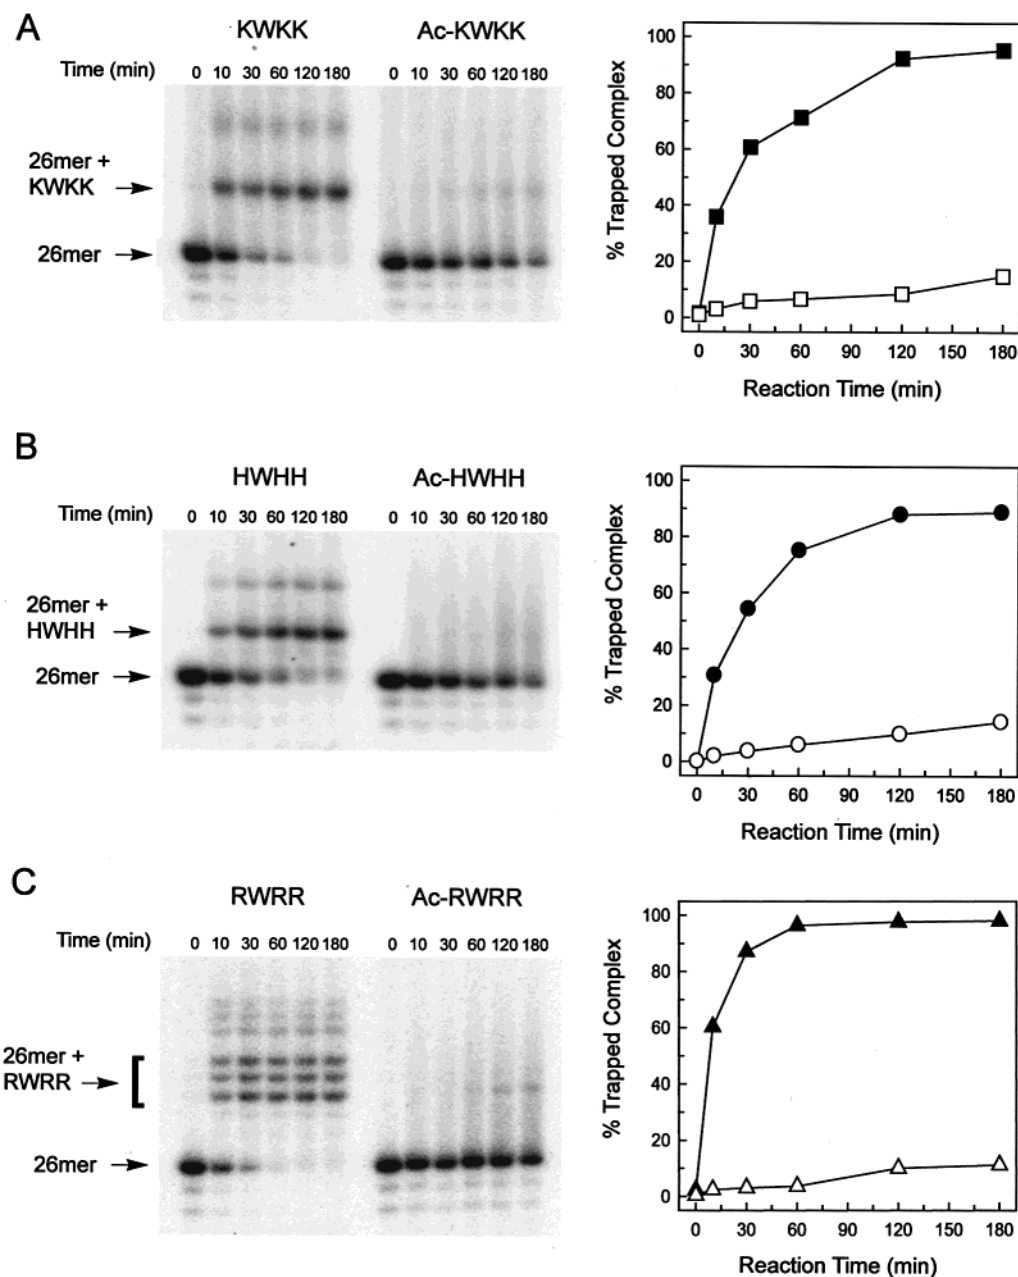 A
KWKK Ac-KWKK
Time (min) 0 10 30 60 120 180 0 10 30 60 120 180
26mer +
KWKK
26mer
100
80
60
40
20
0
% Trapped Complex
0 30 60 90 120 150 180
Reaction Time (min)
B
HWHH Ac-HWHH
Time (min) 0 10 30 60 120 180 0 10 30 60 120 180
26mer +
HWHH
26mer
100
80
60
40
20
0
% Trapped Complex
0 30 60 90 120 150 180
Reaction Time (min)
C
RWRR Ac-RWRR
Time (min) 0 10 30 60 120 180 0 10 30 60 120 180
26mer +
RWRR
26mer
100
80
60
40
20
0
% Trapped Complex
0 30 60 90 120 150 180
Reaction Time (min)